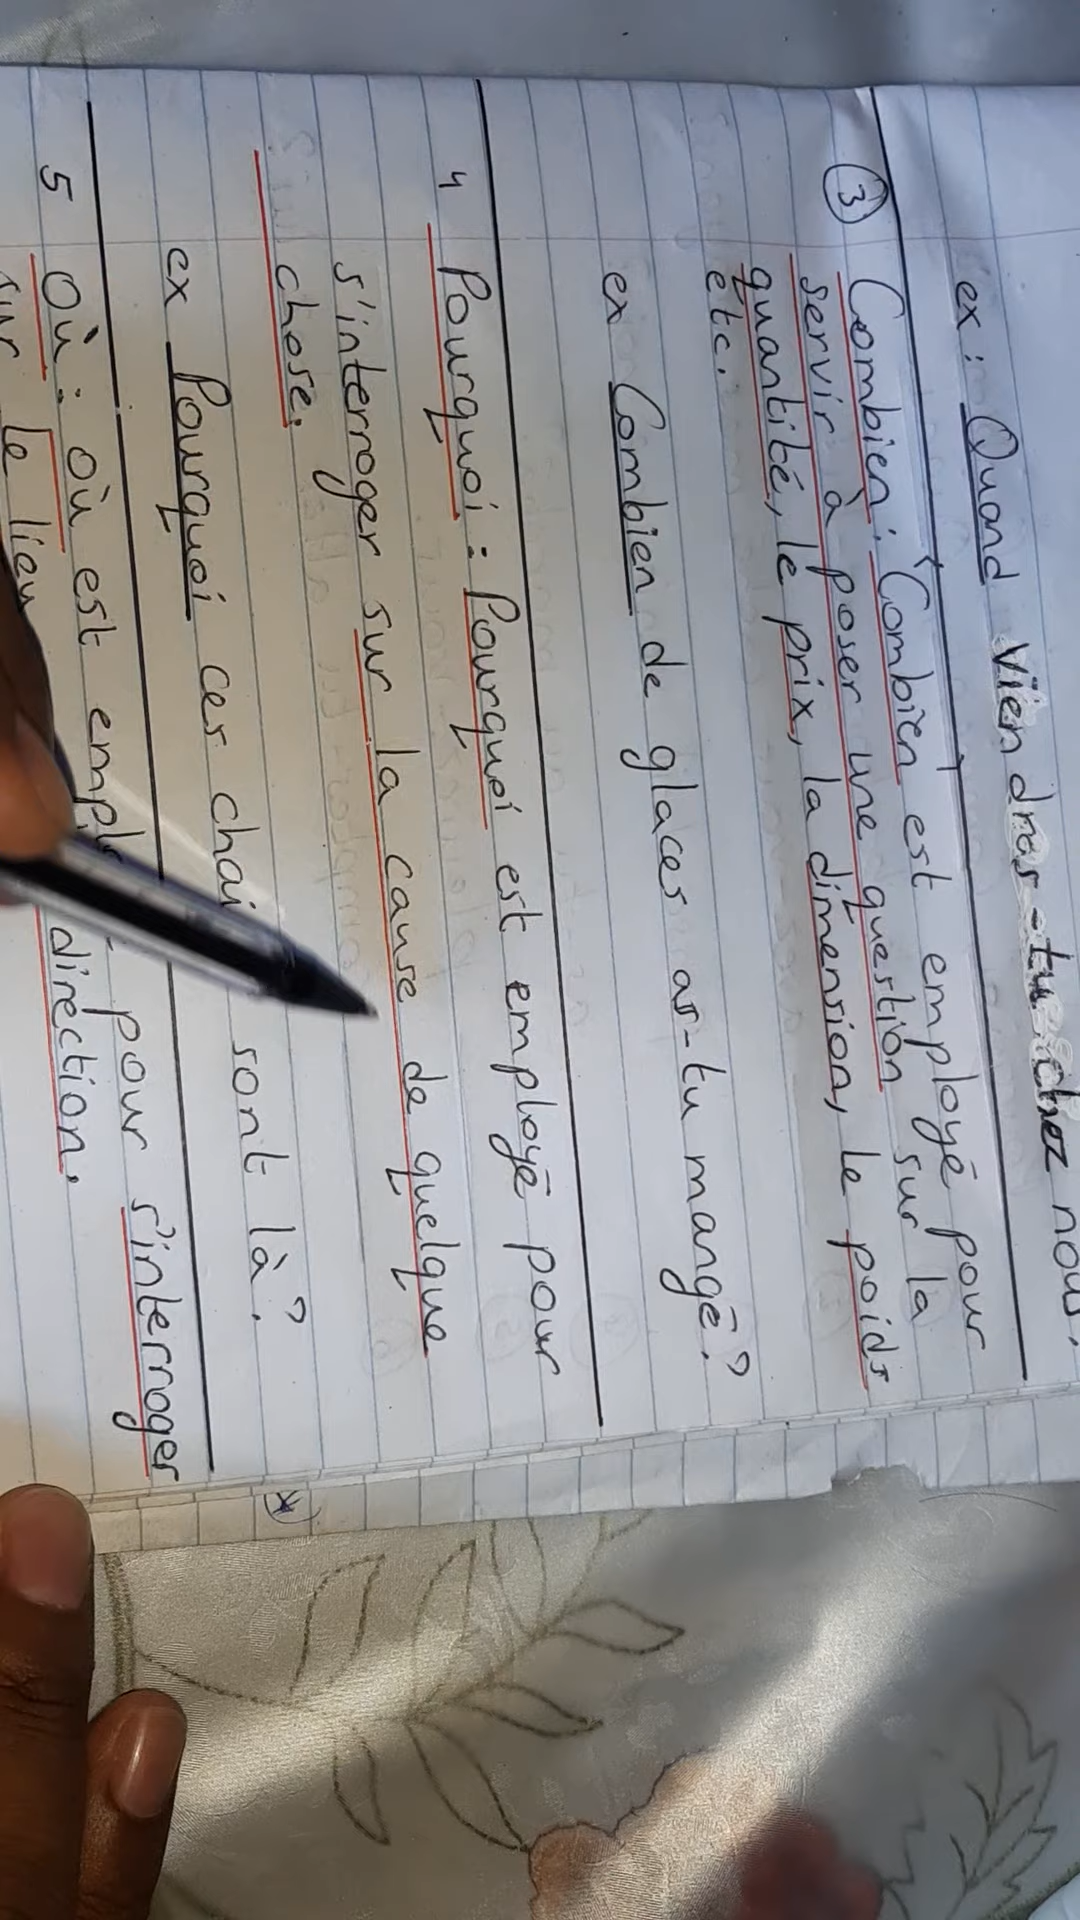 ex : Quand viendras-tu chez nous.
③ Combien : Combien est employé pour
servir à poser une question sur la
quantité, le prix, la dimension, le poids
etc.
ex Combien de glaces as-tu mangé ?
4 Pourquoi : Pourquoi est employé pour
s'interroger sur la cause de quelque
chose.
ex Pourquoi ces sont là ?
5 Où : où est pour s'interroger
sur le lieu direction.